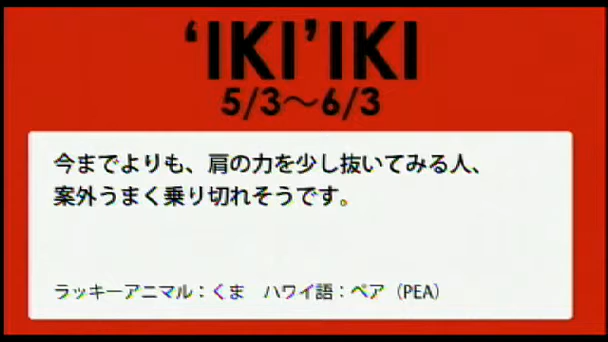 ‘IKI’IKI
5/3～6/3
今までよりも、肩の力を少し抜いてみる人、
案外うまく乗り切れそうです。
ラッキーアニマル：くま　ハワイ語：ペア（PEA）